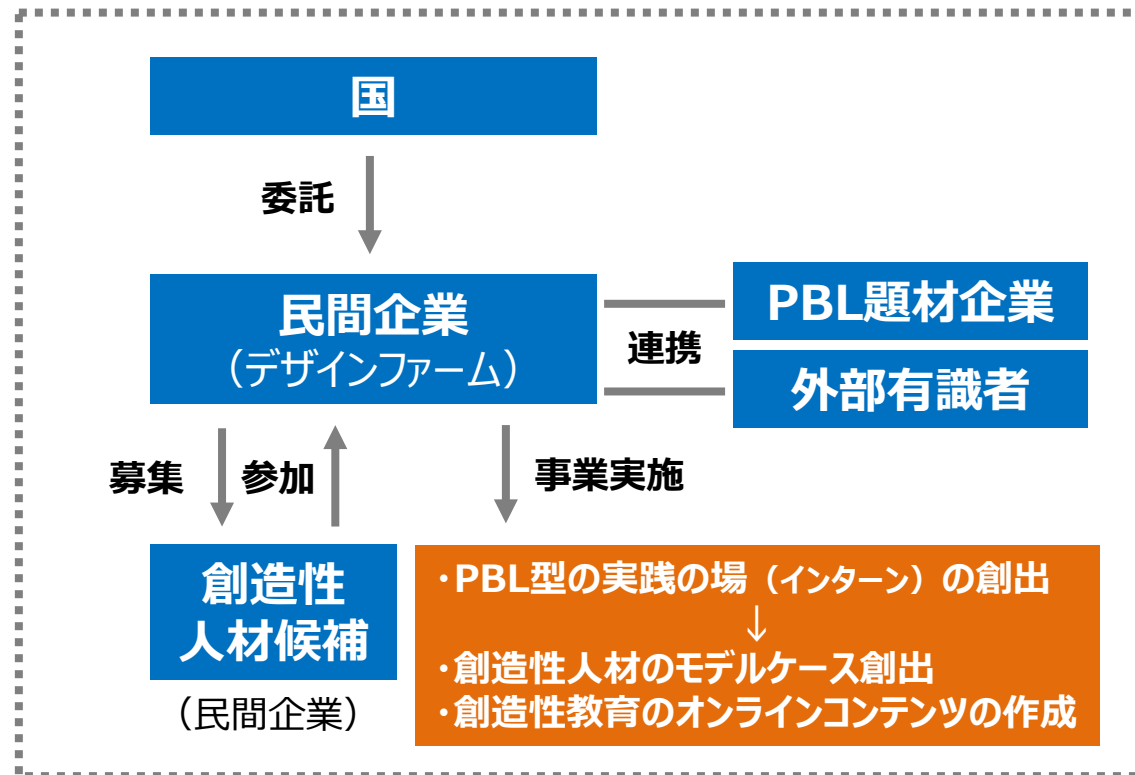 国
委託
民間企業
（デザインファーム）
連携
PBL題材企業
外部有識者
募集
参加
事業実施
創造性
人材候補
（民間企業）
・PBL型の実践の場（インターン）の創出
↓
・創造性人材のモデルケース創出
・創造性教育のオンラインコンテンツの作成